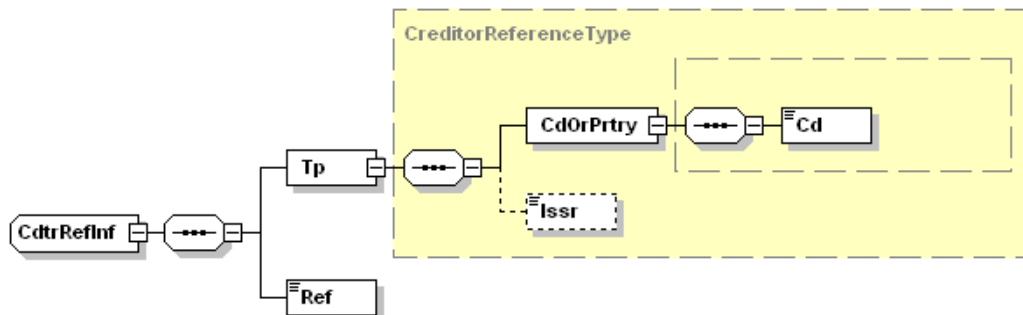 CreditorReferenceType
CdOrPrtry
Cd
Tp
Issr
CdtrRefInf
Ref